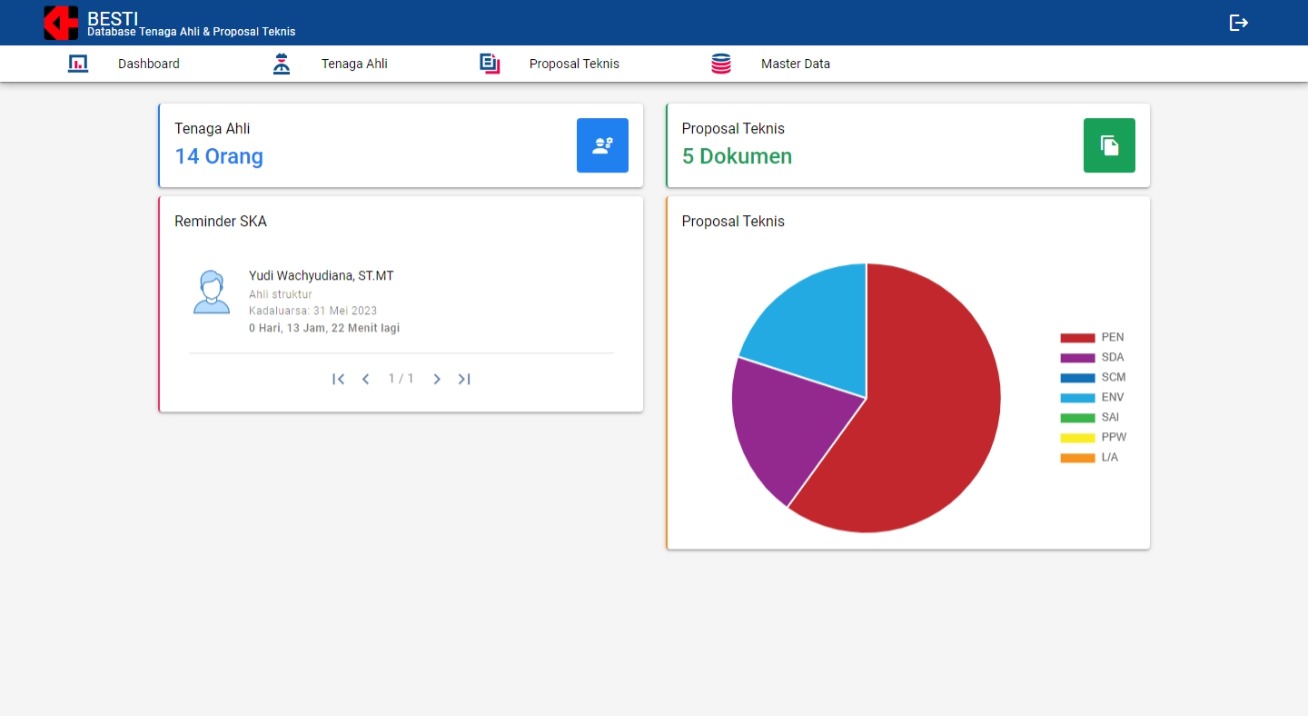 BESTI
Database Tenaga Ahli & Proposal Teknis
Dashboard
Tenaga Ahli
Proposal Teknis
Master Data
Tenaga Ahli
14 Orang
Proposal Teknis
5 Dokumen
Reminder SKA
Yudi Wachyudiana, ST.MT
Ahli struktur
Kadaluarsa: 31 Mei 2023
0 Hari, 13 Jam, 22 Menit lagi
1 / 1
Proposal Teknis
PEN
SDA
SCM
ENV
SAI
PPW
L/A